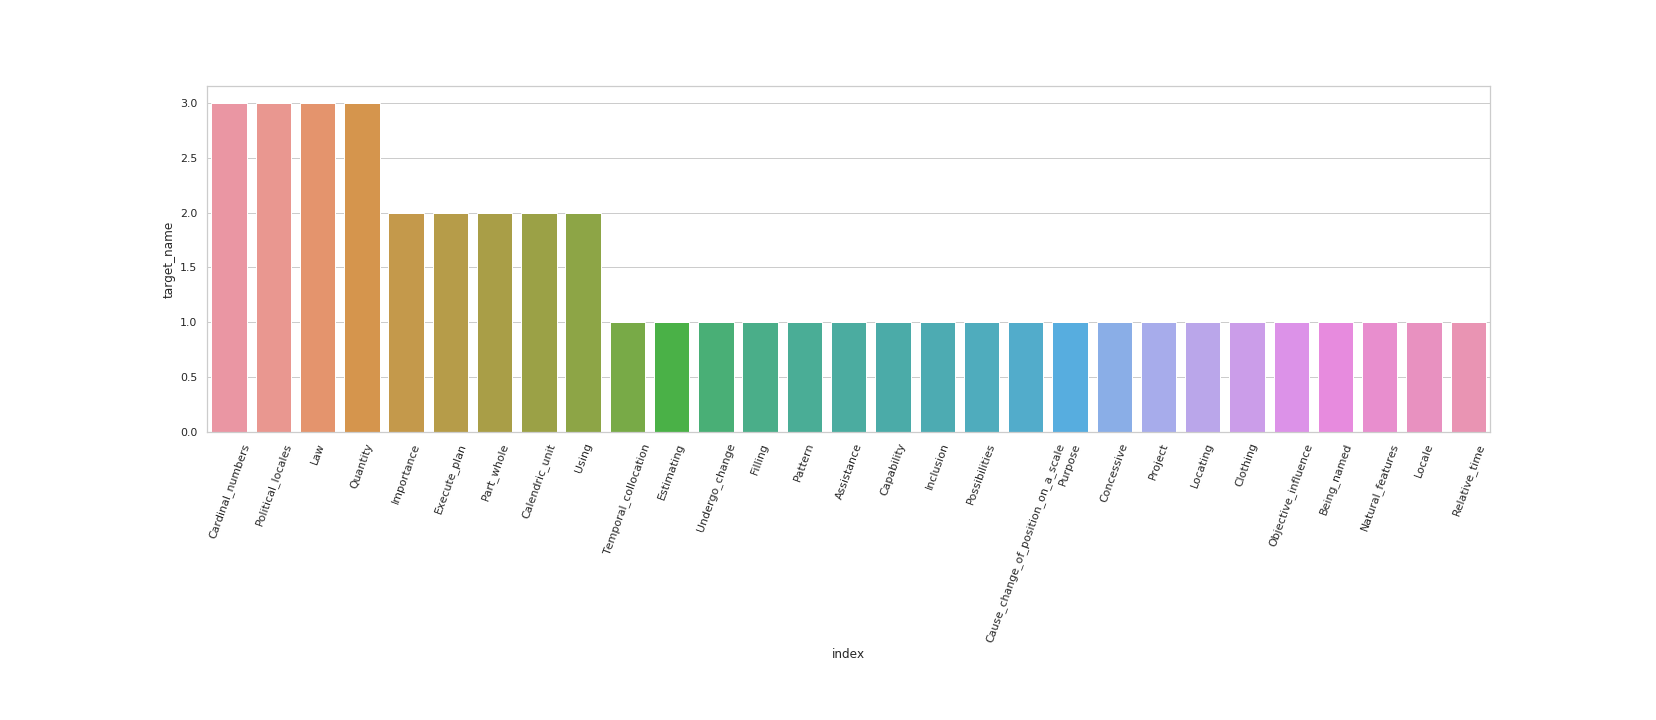 3.0
2.5
2.0
1.5
1.0
0.5
0.0
target_name
Cardinal_numbers
Political_locales
Law
Quantity
Importance
Execute_plan
Part_whole
Calendric_unit
Using
Temporal_collocation
Estimating
Undergo_change
Filling
Pattern
Assistance
Capability
Inclusion
Possibilities
Cause_change_of_position_on_a_scale
Purpose
Concessive
Project
Locating
Clothing
Objective_influence
Being_named
Natural_features
Locale
Relative_time
index